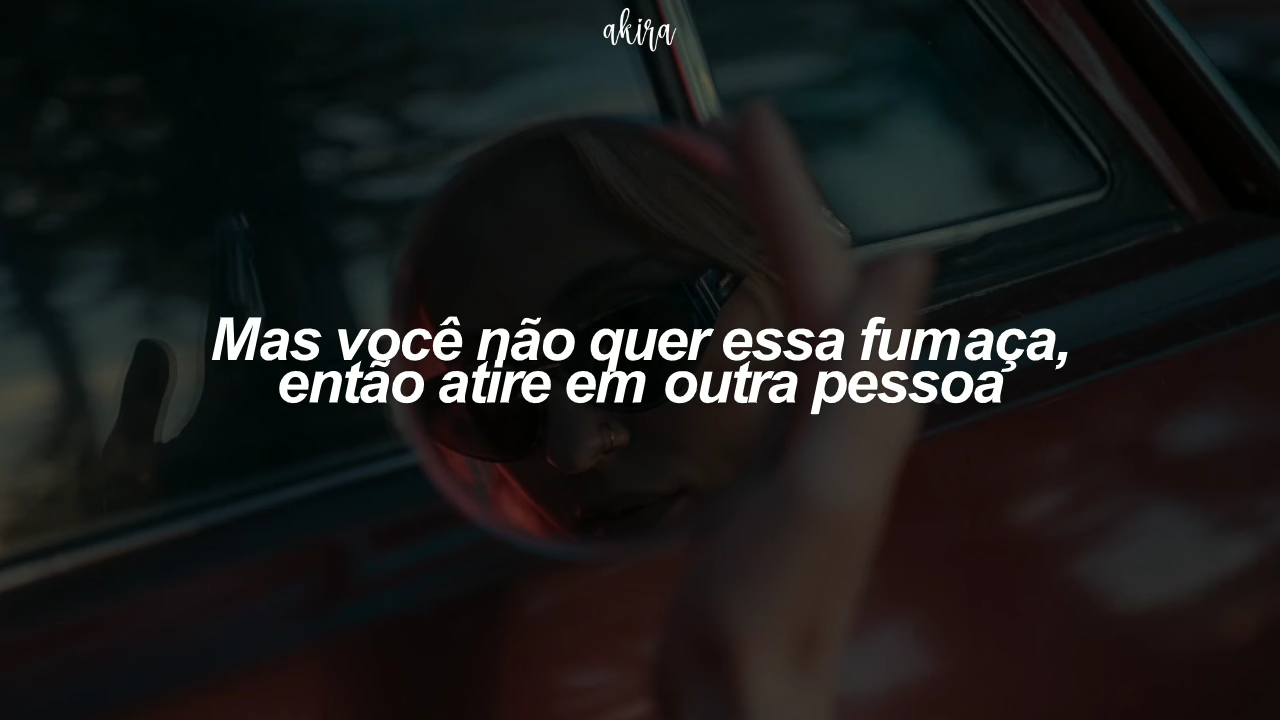 akira
Mas você não quer essa fumaça,
então atire em outra pessoa